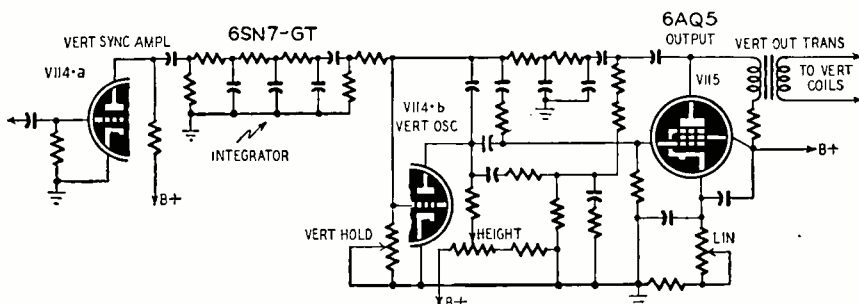 6SN7-GT
6AQ5
OUTPUT
VERT SYNC AMPL
VERT OUT TRANS
V114·a
V115
TO VERT
COILS
V114·b
VERT OSC
INTEGRATOR
B+
B+
VERT HOLD
HEIGHT
LIN
B+